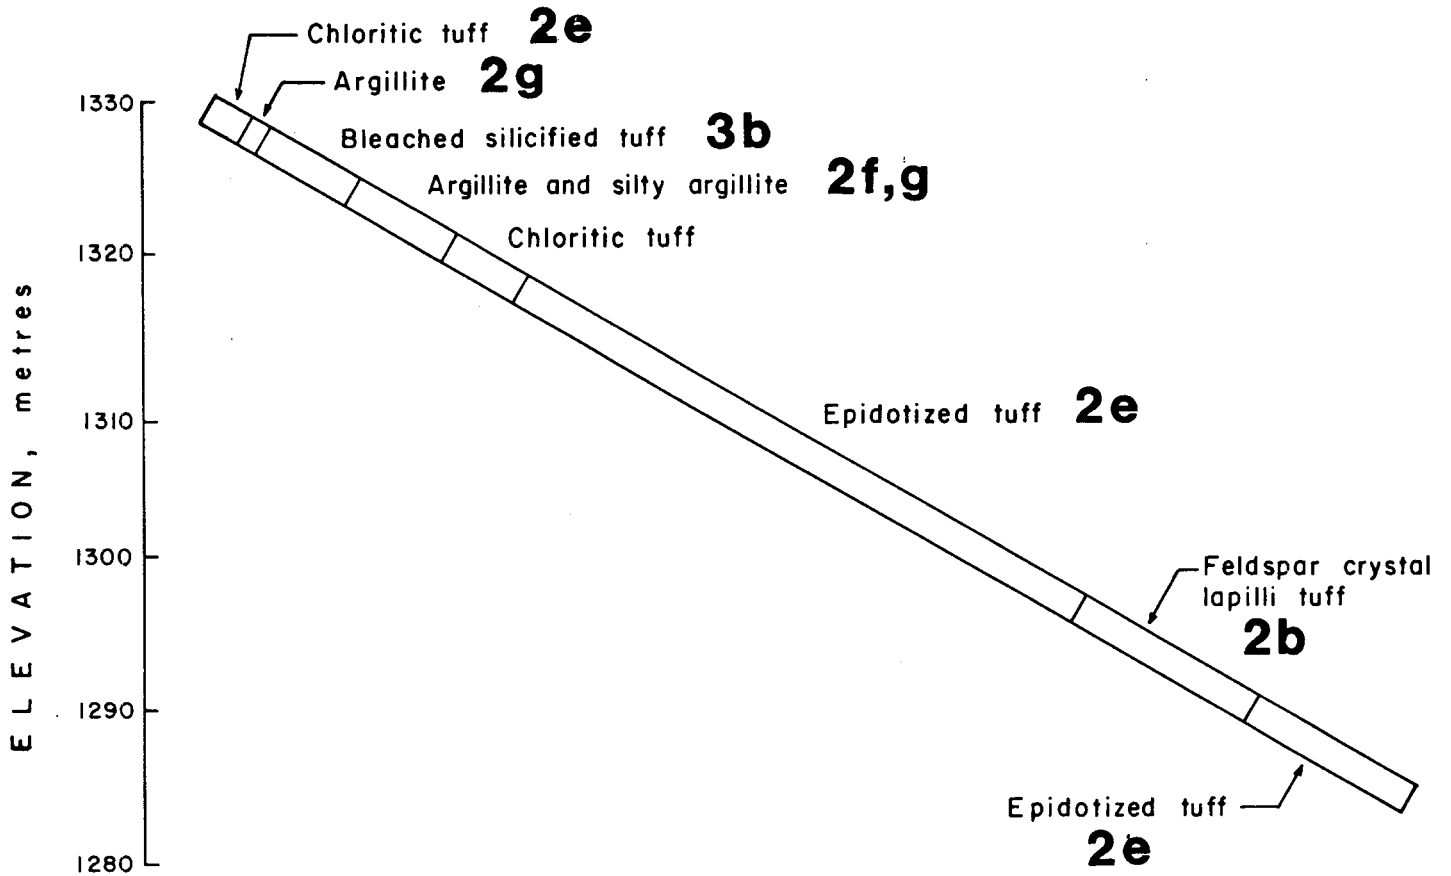 Chloritic tuff 2e
Argillite 2g
1330
Bleached silicified tuff 3b
Argillite and silty argillite 2f,g
Chloritic tuff
1320
Epidotized tuff 2e
1310
ELEVATION, metres
1300
Feldspar crystal
lapilli tuff
2b
1290
Epidotized tuff
2e
1280